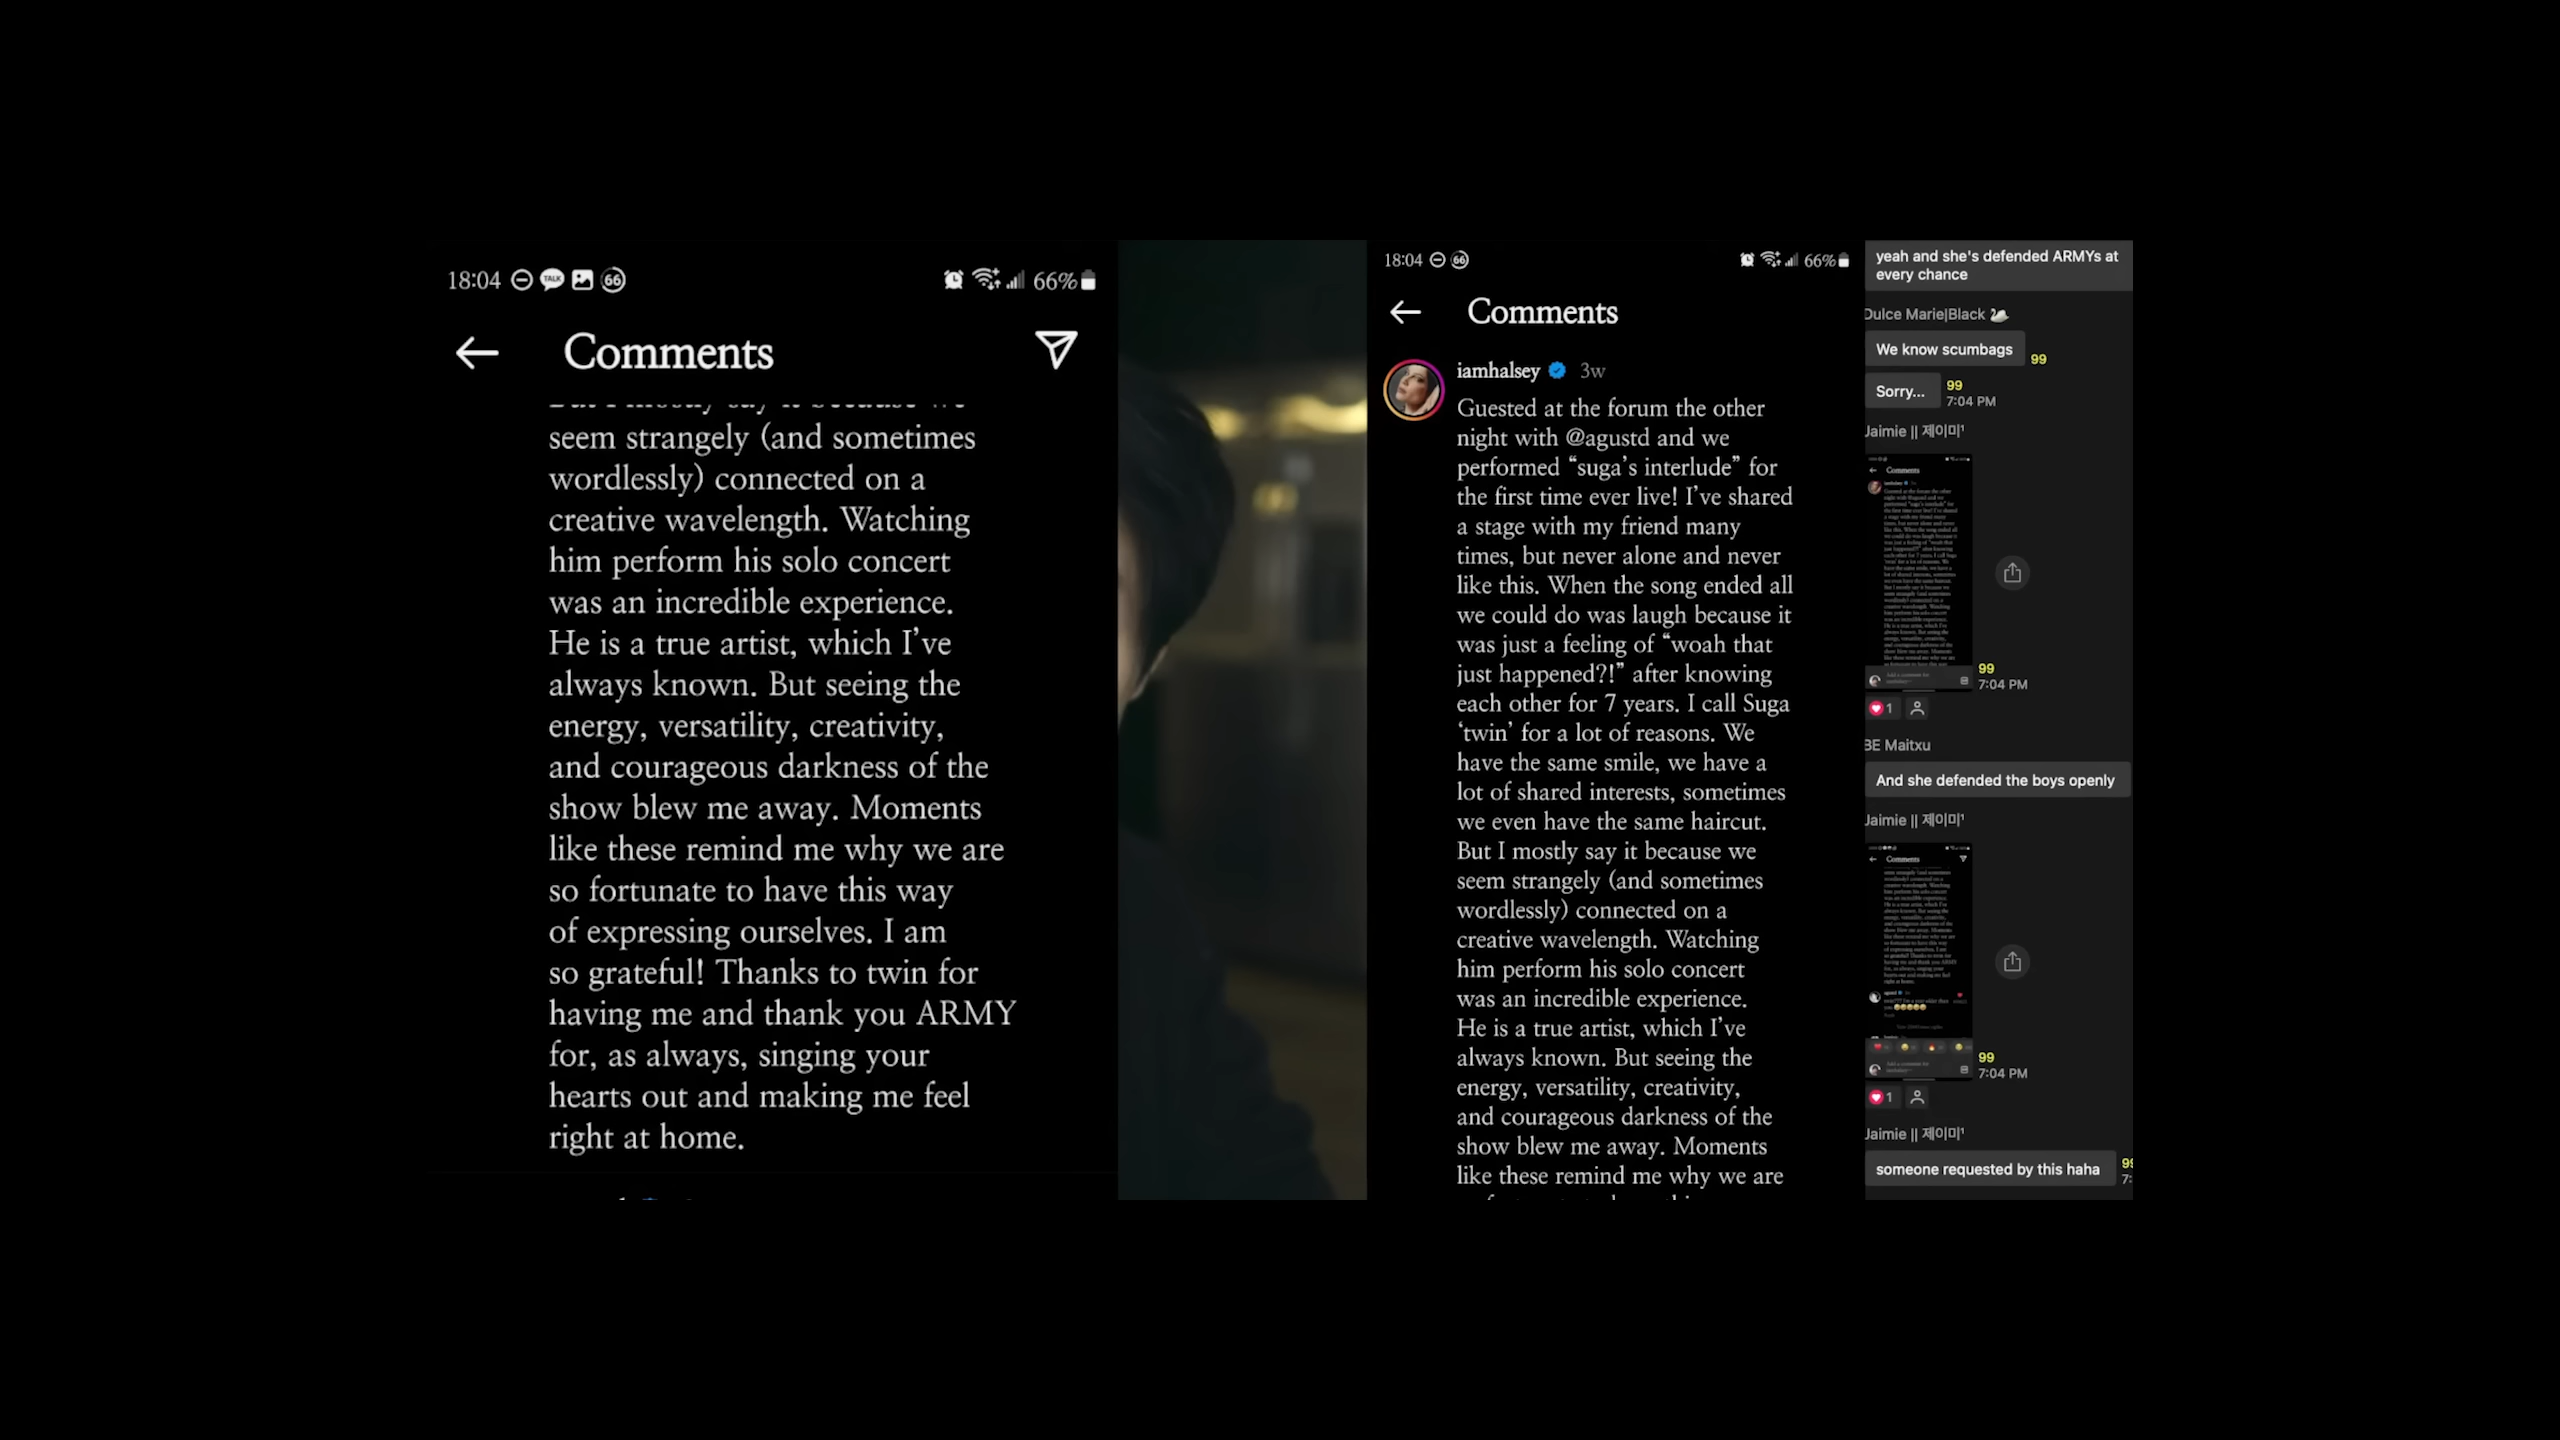 18:04
66
66%
Comments
seem strangely (and sometimes
wordlessly) connected on a
creative wavelength. Watching
him perform his solo concert
was an incredible experience.
He is a true artist, which I’ve
always known. But seeing the
energy, versatility, creativity,
and courageous darkness of the
show blew me away. Moments
like these remind me why we are
so fortunate to have this way
of expressing ourselves. I am
so grateful! Thanks to twin for
having me and thank you ARMY
for, as always, singing your
hearts out and making me feel
right at home.
18:04
66
66%
Comments
iamhalsey 3w
Guested at the forum the other
night with @agustd and we
performed “suga’s interlude” for
the first time ever live! I’ve shared
a stage with my friend many
times, but never alone and never
like this. When the song ended all
we could do was laugh because it
was just a feeling of “woah that
just happened?!” after knowing
each other for 7 years. I call Suga
‘twin’ for a lot of reasons. We
have the same smile, we have a
lot of shared interests, sometimes
we even have the same haircut.
But I mostly say it because we
seem strangely (and sometimes
wordlessly) connected on a
creative wavelength. Watching
him perform his solo concert
was an incredible experience.
He is a true artist, which I’ve
always known. But seeing the
energy, versatility, creativity,
and courageous darkness of the
show blew me away. Moments
like these remind me why we are
yeah and she's defended ARMYs at
every chance
Dulce Marie|Black
We know scumbags
99
Sorry...
99
7:04 PM
Jaimie || 제이미¹
Comments
99
7:04 PM
1
BE Maitxu
And she defended the boys openly
Jaimie || 제이미¹
Comments
99
7:04 PM
1
Jaimie || 제이미¹
someone requested by this haha